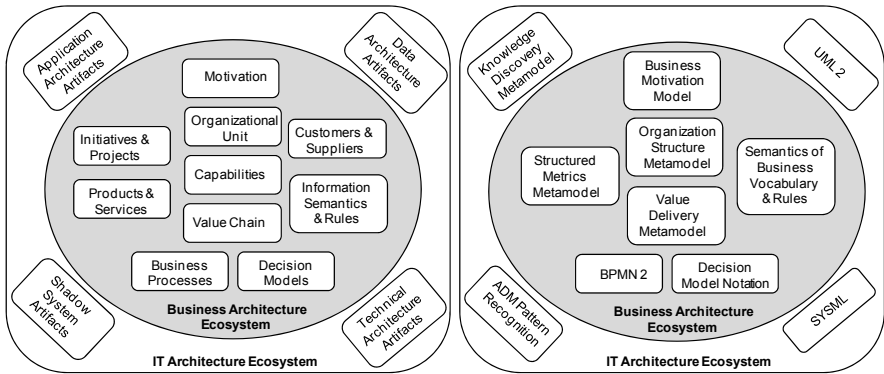 Application
Architecture
Artifacts
Data
Architecture
Artifacts
Motivation
Organizational
Unit
Customers &
Suppliers
Initiatives &
Projects
Capabilities
Products &
Services
Information
Semantics
& Rules
Value Chain
Business
Processes
Decision
Models
Business Architecture
Ecosystem
Shadow
System
Artifacts
Technical
Architecture
Artifacts
IT Architecture Ecosystem
Knowledge
Discovery
Metamodel
UML 2
Business
Motivation
Model
Organization
Structure
Metamodel
Structured
Metrics
Metamodel
Semantics of
Business
Vocabulary
& Rules
Value
Delivery
Metamodel
BPMN 2
Decision
Model Notation
Business Architecture
Ecosystem
ADM Pattern
Recognition
SYSML
IT Architecture Ecosystem